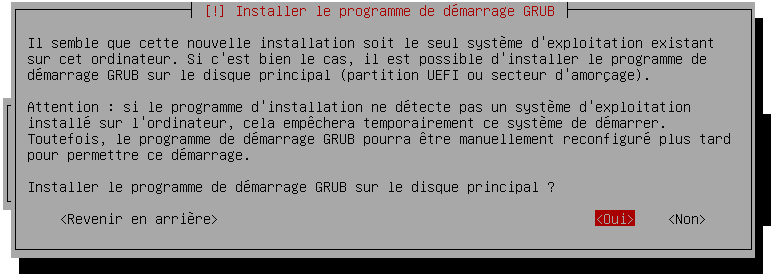 [!] Installer le programme de démarrage GRUB
Il semble que cette nouvelle installation soit le seul système d'exploitation existant
sur cet ordinateur. Si c'est bien le cas, il est possible d'installer le programme de
démarrage GRUB sur le disque principal (partition UEFI ou secteur d'amorçage).
Attention : si le programme d'installation ne détecte pas un système d'exploitation
installé sur l'ordinateur, cela empêchera temporairement ce système de démarrer.
Toutefois, le programme de démarrage GRUB pourra être manuellement reconfiguré plus tard
pour permettre ce démarrage.
Installer le programme de démarrage GRUB sur le disque principal ?
<Revenir en arrière> <Oui> <Non>